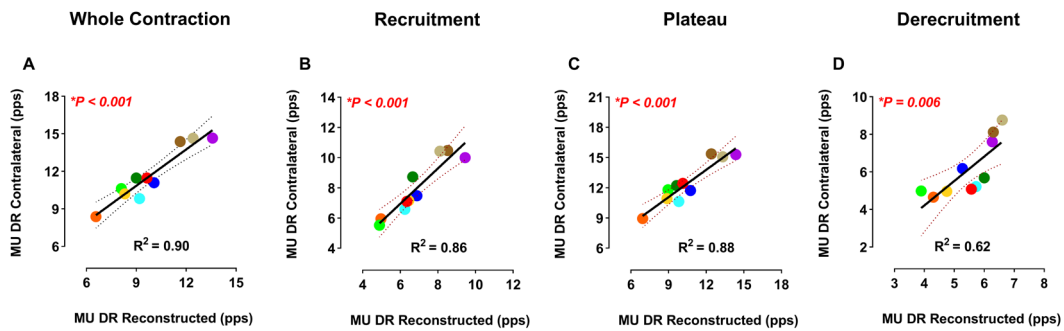 Whole Contraction
Recruitment
Plateau
Derecruitment
A
*P < 0.001
MU DR Contralateral (pps)
18
15
12
9
6
R² = 0.90
6 9 12 15
MU DR Reconstructed (pps)
B
*P < 0.001
MU DR Contralateral (pps)
14
12
10
8
6
4
R² = 0.86
4 6 8 10 12
MU DR Reconstructed (pps)
C
*P < 0.001
MU DR Contralateral (pps)
21
18
15
12
9
6
R² = 0.88
6 9 12 15 18
MU DR Reconstructed (pps)
D
*P = 0.006
MU DR Contralateral (pps)
10
8
6
4
2
R² = 0.62
3 4 5 6 7 8
MU DR Reconstructed (pps)